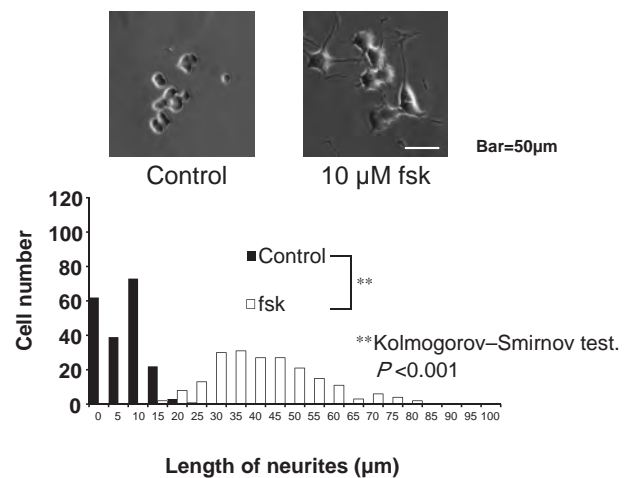 Control
10 µM fsk
Bar=50µm
Cell number
120
100
80
60
40
20
0
Control
fsk
**
**Kolmogorov–Smirnov test.
P<0.001
0 5 10 15 20 25 30 35 40 45 50 55 60 65 70 75 80 85 90 95 100
Length of neurites (µm)